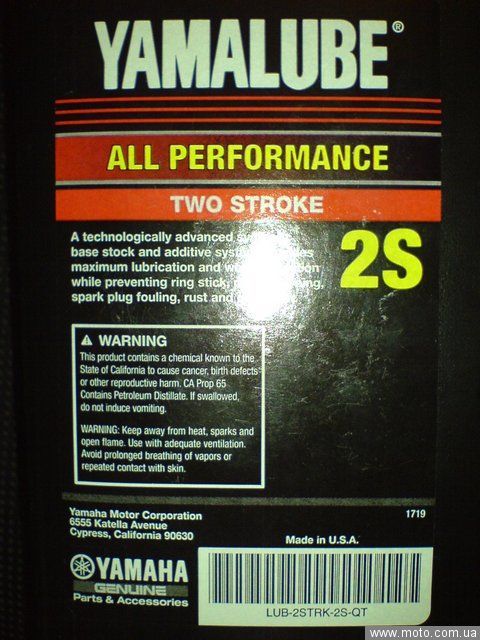 YAMALUBE®
ALL PERFORMANCE
TWO STROKE
2S
A technologically advanced
base stock and additive
maximum lubrication and
while preventing ring stick,
spark plug fouling, rust and
WARNING
This product contains a chemical known to the
State of California to cause cancer, birth defects
or other reproductive harm. CA Prop 65
Contains Petroleum Distillate. If swallowed,
do not induce vomiting.
WARNING: Keep away from heat, sparks and
open flame. Use with adequate ventilation.
Avoid prolonged breathing of vapors or
repeated contact with skin.
Yamaha Motor Corporation
6555 Katella Avenue
Cypress, California 90630
1719
Made in U.S.A.
YAMAHA
GENUINE
Parts & Accessories
LUB-2STRK-2S-QT
www.moto.com.ua